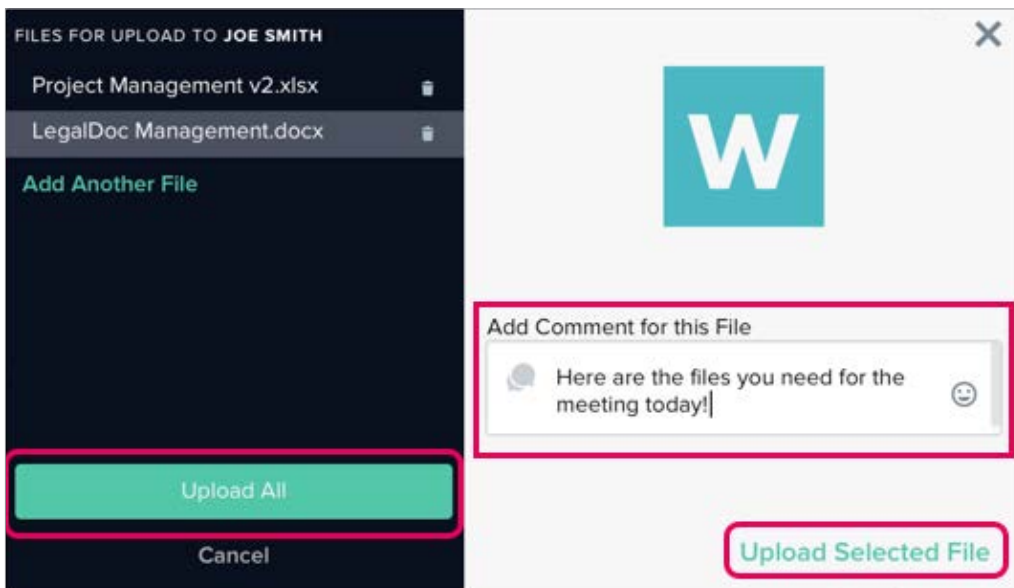 FILES FOR UPLOAD TO JOE SMITH
Project Management v2.xlsx
LegalDoc Management.docx
Add Another File
Upload All
Cancel
W
Add Comment for this File
Here are the files you need for the
meeting today!
Upload Selected File